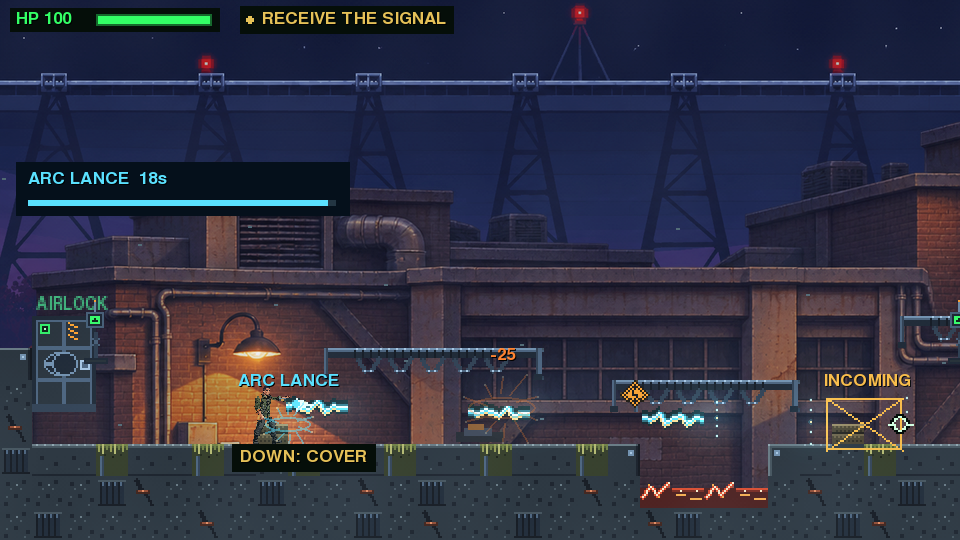 HP 100
RECEIVE THE SIGNAL
ARC LANCE 18s
AIRLOCK
-25
ARC LANCE
INCOMING
DOWN: COVER